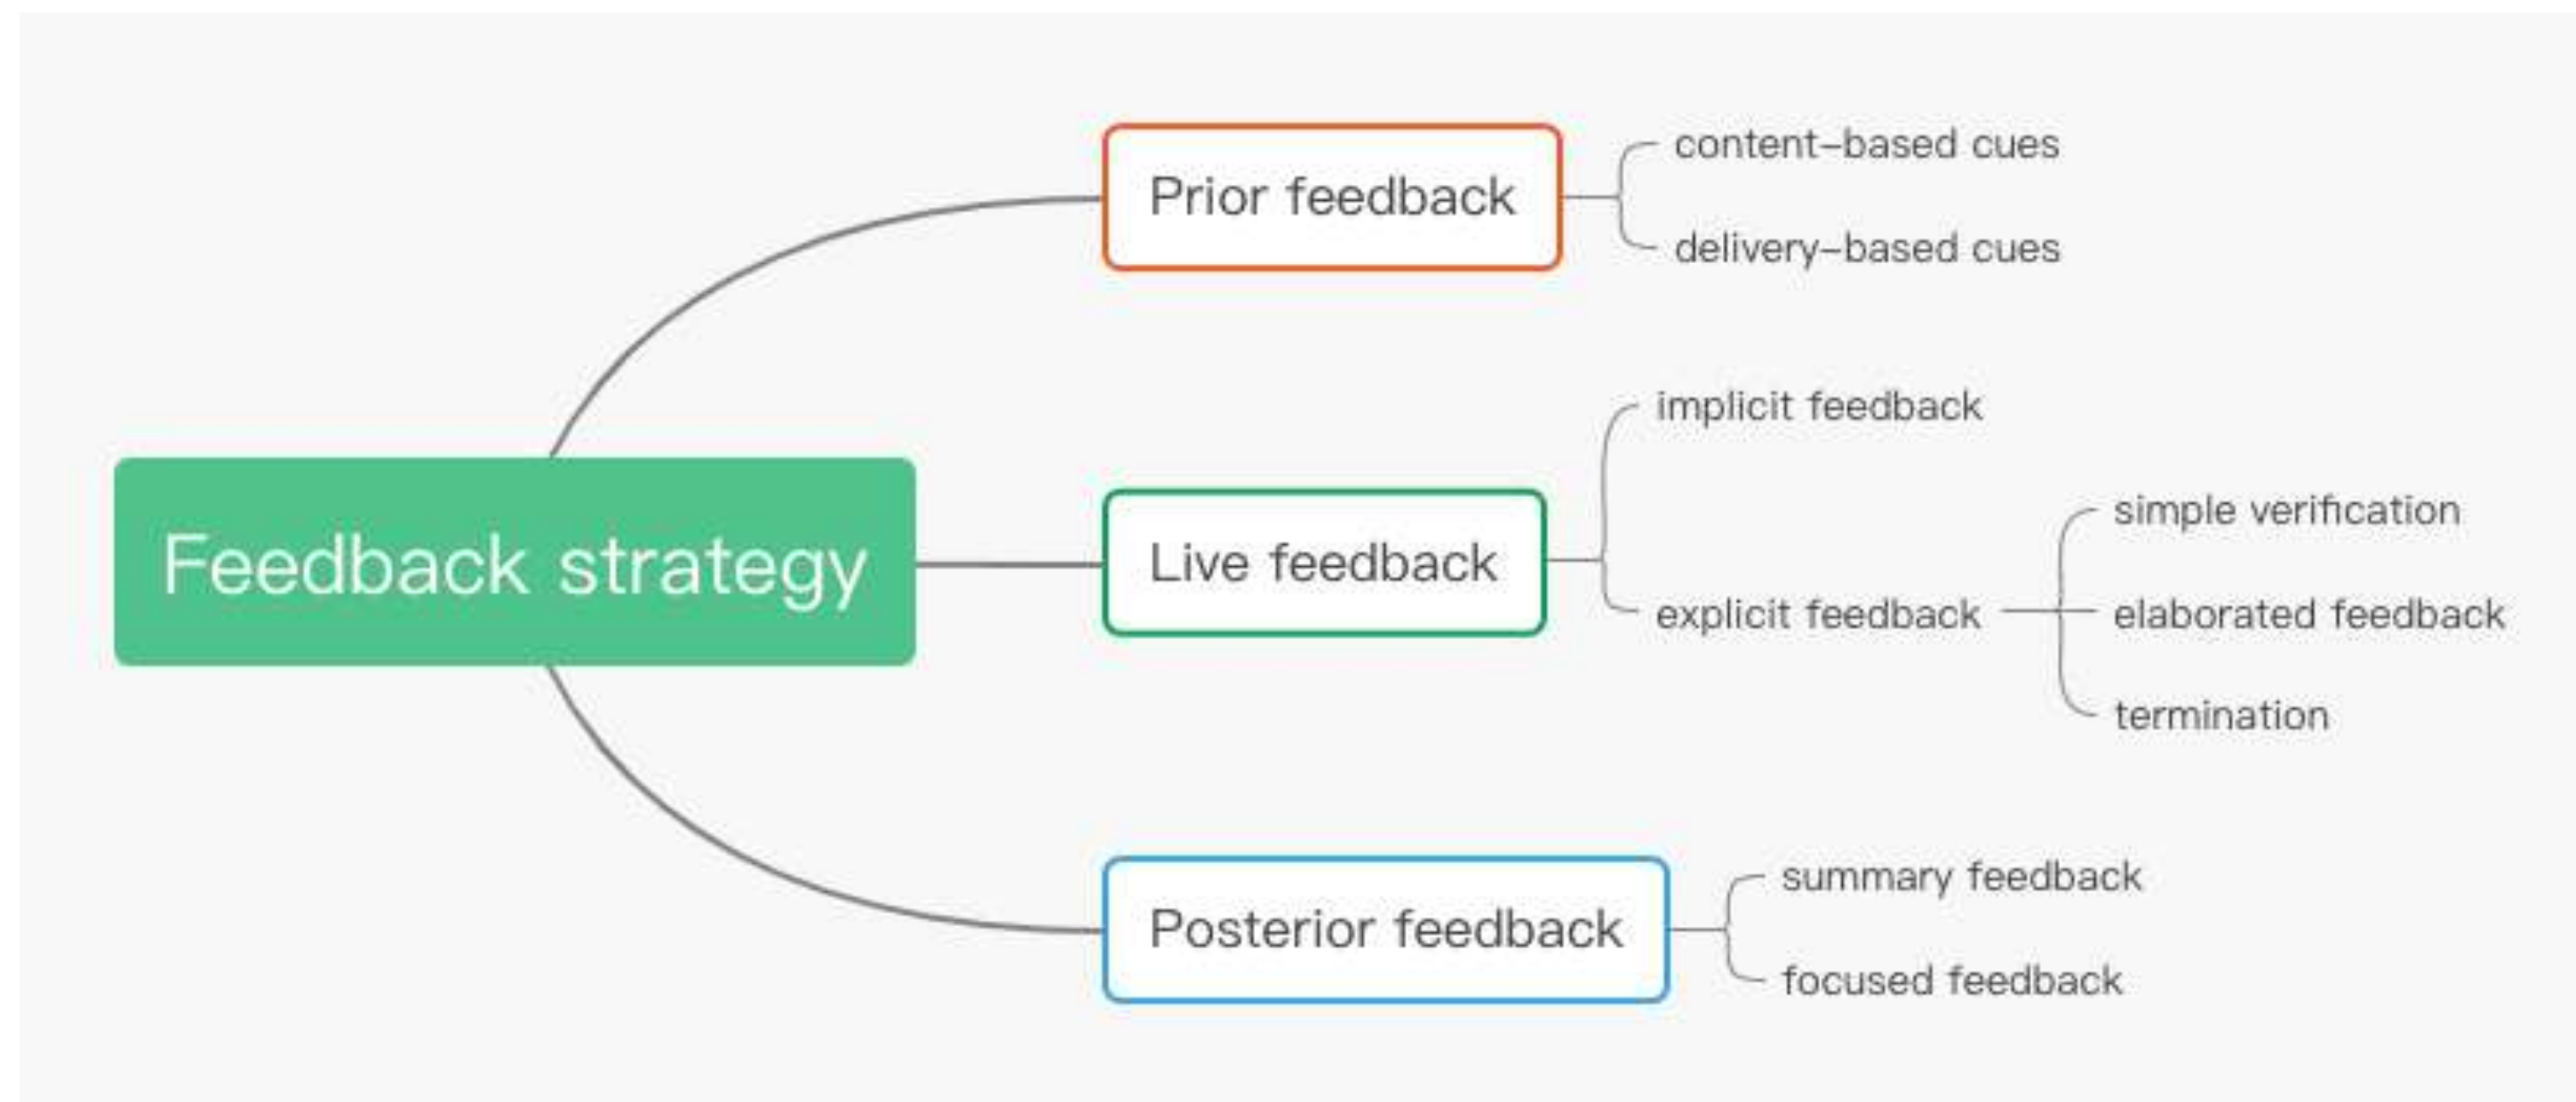 Feedback strategy
Prior feedback
content–based cues
delivery–based cues
Live feedback
implicit feedback
explicit feedback
simple verification
elaborated feedback
termination
Posterior feedback
summary feedback
focused feedback